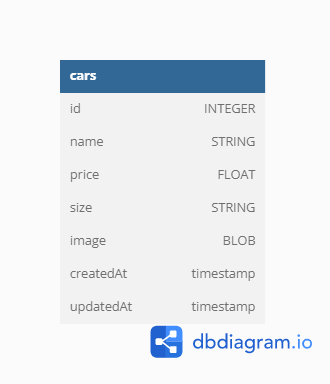 cars
id INTEGER
name STRING
price FLOAT
size STRING
image BLOB
createdAt timestamp
updatedAt timestamp
dbdiagram.io